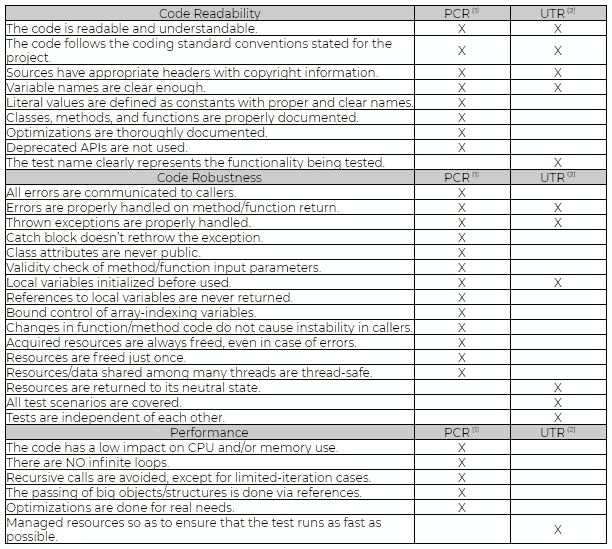 Code Readability PCR (1) UTR (2)
The code is readable and understandable. X X
The code follows the coding standard conventions stated for the
project. X X
Sources have appropriate headers with copyright information. X X
Variable names are clear enough. X X
Literal values are defined as constants with proper and clear names. X
Classes, methods, and functions are properly documented. X
Optimizations are thoroughly documented. X
Deprecated APIs are not used. X
The test name clearly represents the functionality being tested. X
Code Robustness PCR (1) UTR (2)
All errors are communicated to callers. X
Errors are properly handled on method/function return. X X
Thrown exceptions are properly handled. X X
Catch block doesn't rethrow the exception. X
Class attributes are never public. X
Validity check of method/function input parameters. X
Local variables initialized before used. X X
References to local variables are never returned. X
Bound control of array-indexing variables. X
Changes in function/method code do not cause instability in callers. X
Acquired resources are always freed, even in case of errors. X
Resources are freed just once. X
Resources/data shared among many threads are thread-safe. X
Resources are returned to its neutral state. X
All test scenarios are covered. X
Tests are independent of each other. X
Performance PCR (1) UTR (2)
The code has a low impact on CPU and/or memory use. X
There are NO infinite loops. X
Recursive calls are avoided, except for limited-iteration cases. X
The passing of big objects/structures is done via references. X
Optimizations are done for real needs. X
Managed resources so as to ensure that the test runs as fast as
possible. X